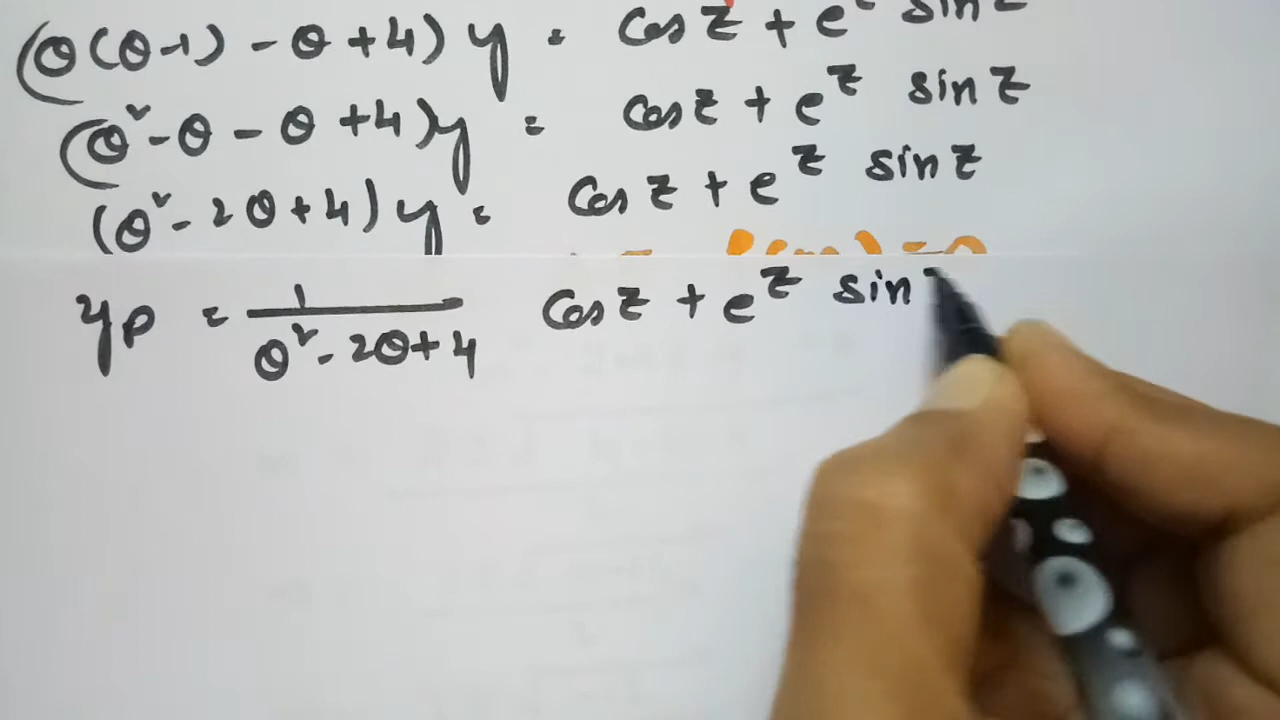 (θ(θ-1) - θ + 4) y = cos z + e^z sin z
(θ² - θ - θ + 4) y = cos z + e^z sin z
(θ² - 2θ + 4) y = cos z + e^z sin z
y_p = 1/(θ² - 2θ + 4) cos z + e^z sin